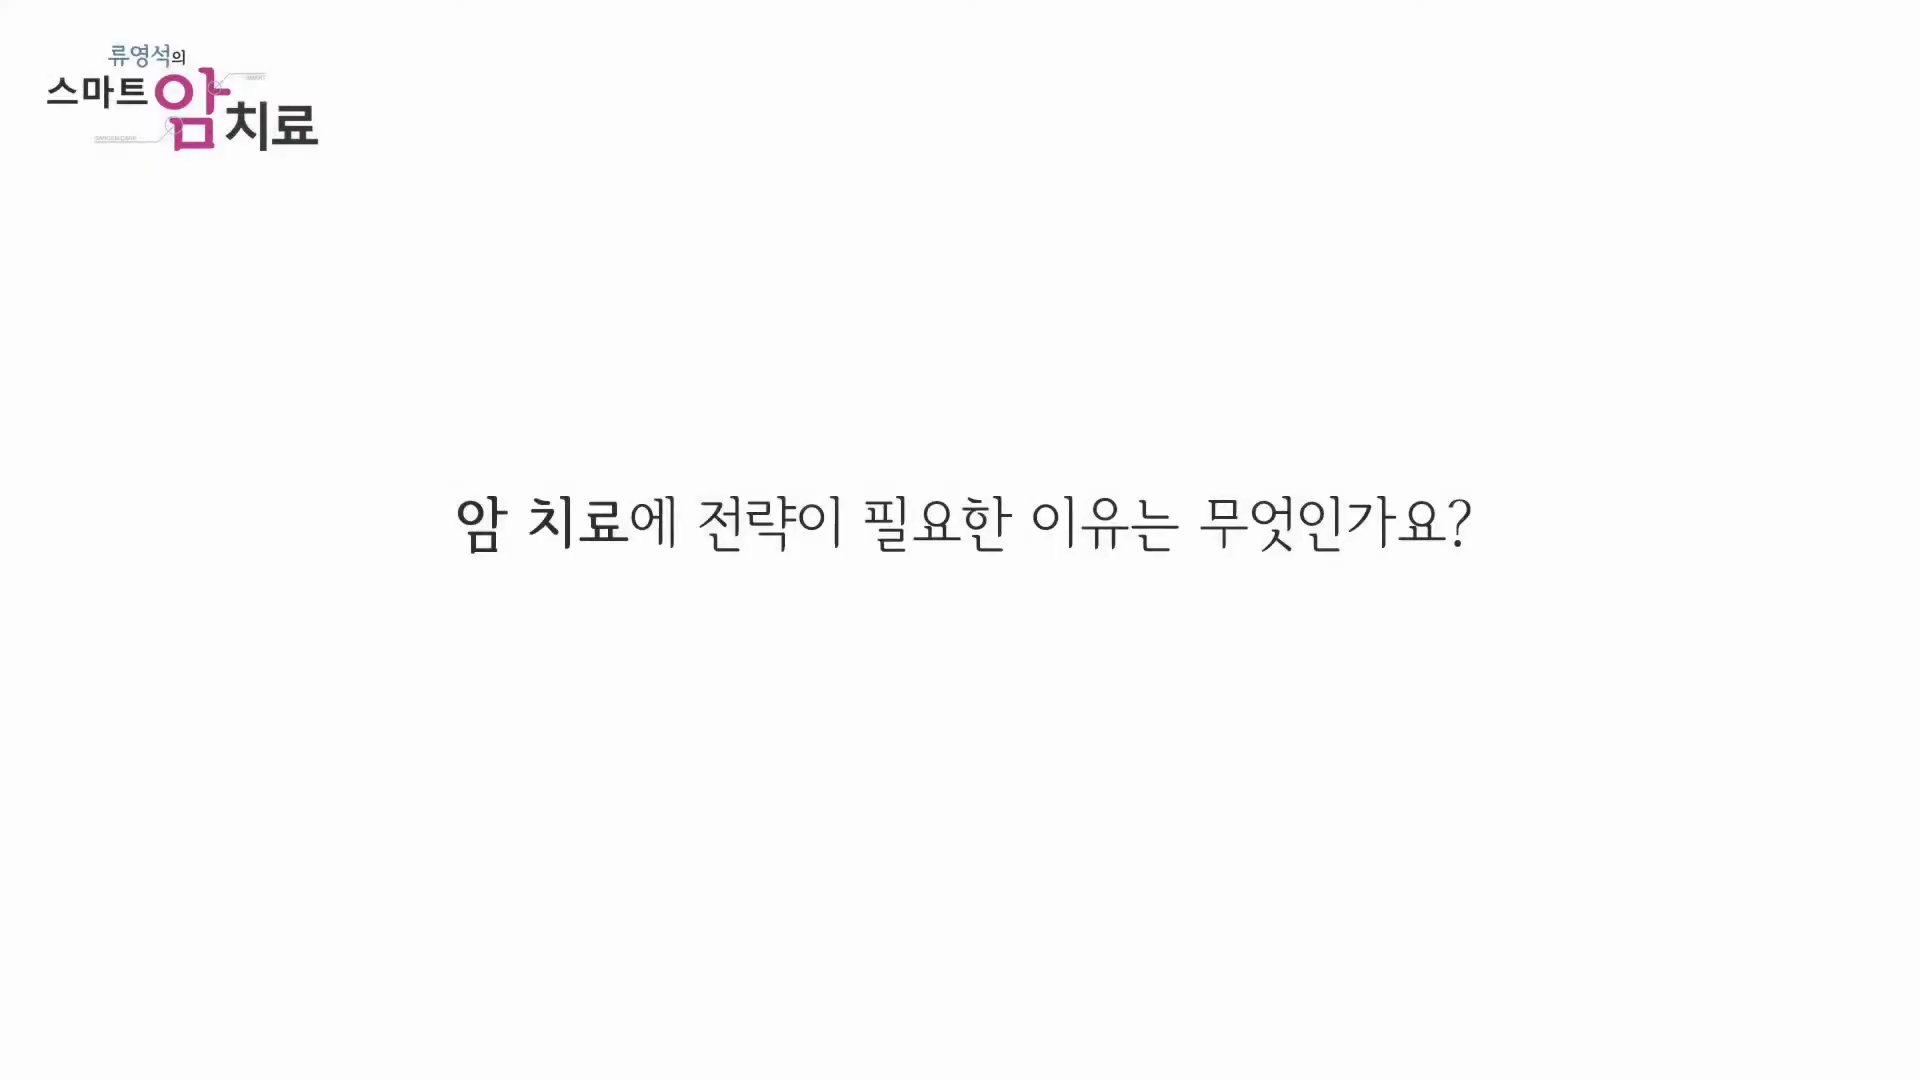 류영석의
스마트 암 치료
암 치료에 전략이 필요한 이유는 무엇인가요?